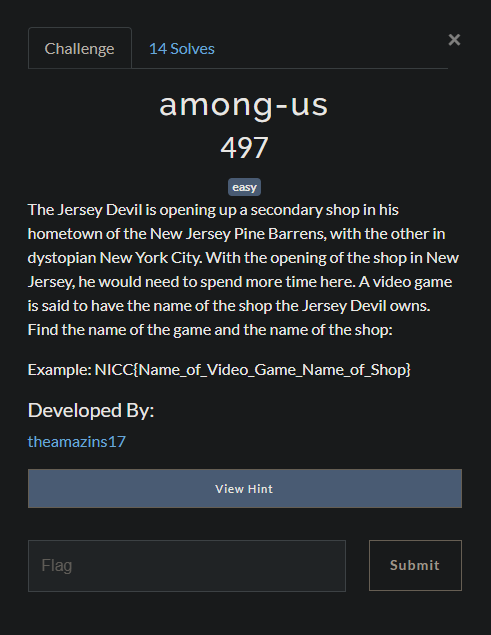 Challenge
14 Solves
×
among-us
497
easy
The Jersey Devil is opening up a secondary shop in his
hometown of the New Jersey Pine Barrens, with the other in
dystopian New York City. With the opening of the shop in New
Jersey, he would need to spend more time here. A video game
is said to have the name of the shop the Jersey Devil owns.
Find the name of the game and the name of the shop:
Example: NICC{Name_of_Video_Game_Name_of_Shop}
Developed By:
theamazins17
View Hint
Flag
Submit